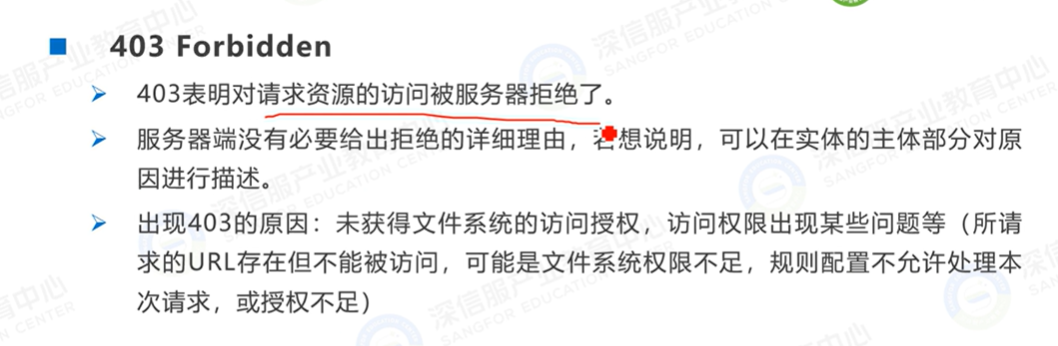 403 Forbidden
403表明对请求资源的访问被服务器拒绝了。
服务器端没有必要给出拒绝的详细理由，若想说明，可以在实体的主体部分对原
因进行描述。
出现403的原因：未获得文件系统的访问授权，访问权限出现某些问题等（所请
求的URL存在但不能被访问，可能是文件系统权限不足，规则配置不允许处理本
次请求，或授权不足）
深信服产业教育中心
SANGFOR EDUCATION CENTER